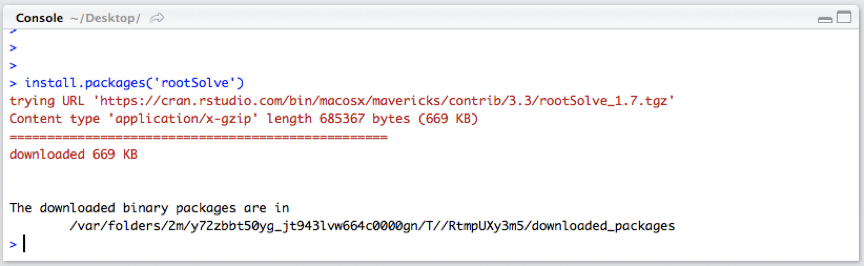 Console ~/Desktop/
>
>
>
> install.packages('rootSolve')
trying URL 'https://cran.rstudio.com/bin/macosx/mavericks/contrib/3.3/rootSolve_1.7.tgz'
Content type 'application/x-gzip' length 685367 bytes (669 KB)
==================================================
downloaded 669 KB
The downloaded binary packages are in
/var/folders/2m/y72zbbt50yg_jt943lvw664c0000gn/T//RtmpUXy3m5/downloaded_packages
>